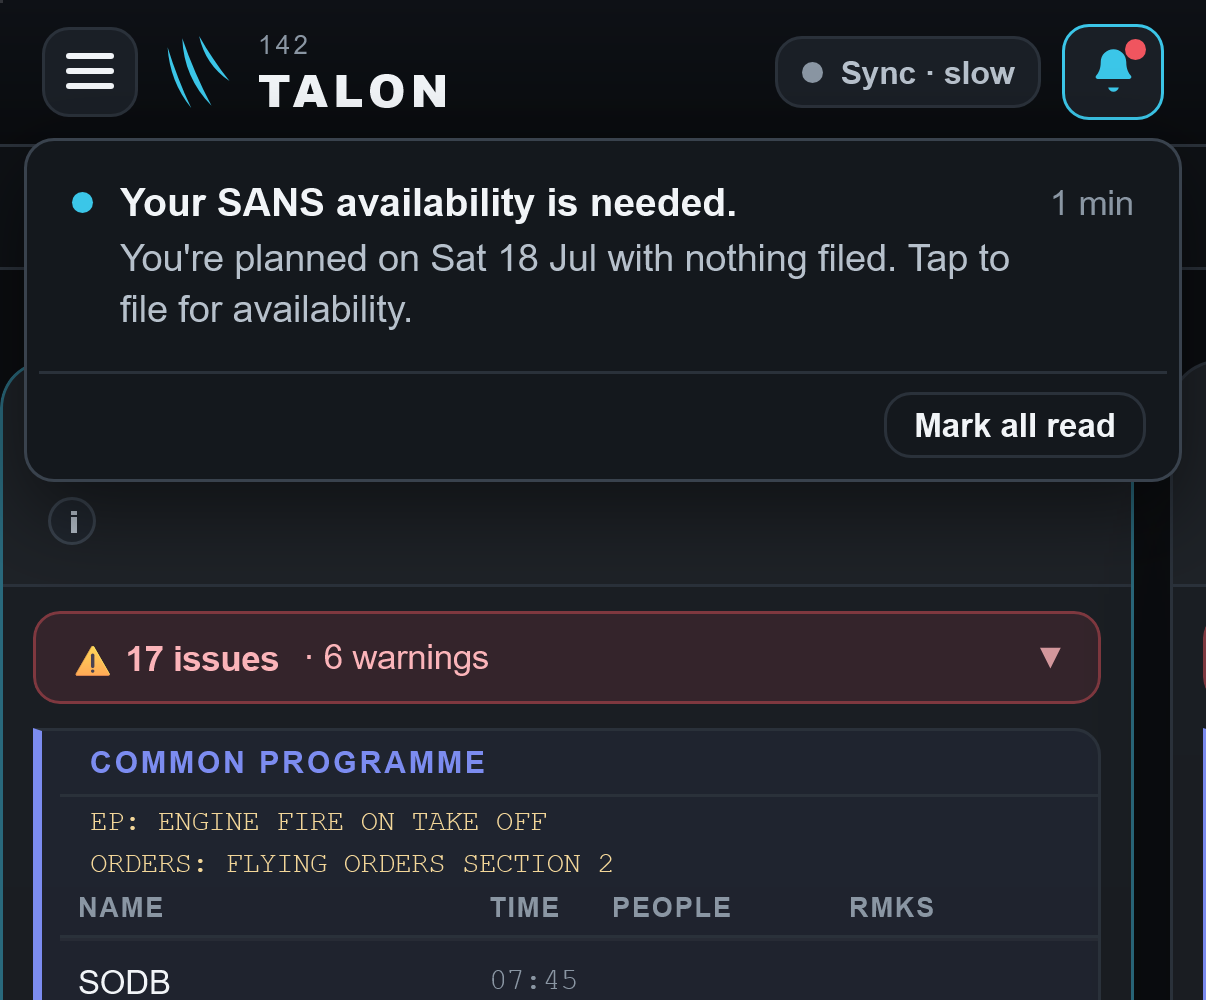 142
TALON
Sync · slow
Your SANS availability is needed.
1 min
You're planned on Sat 18 Jul with nothing filed. Tap to
file for availability.
Mark all read
i
17 issues · 6 warnings
COMMON PROGRAMME
EP: ENGINE FIRE ON TAKE OFF
ORDERS: FLYING ORDERS SECTION 2
NAME TIME PEOPLE RMKS
SODB 07:45